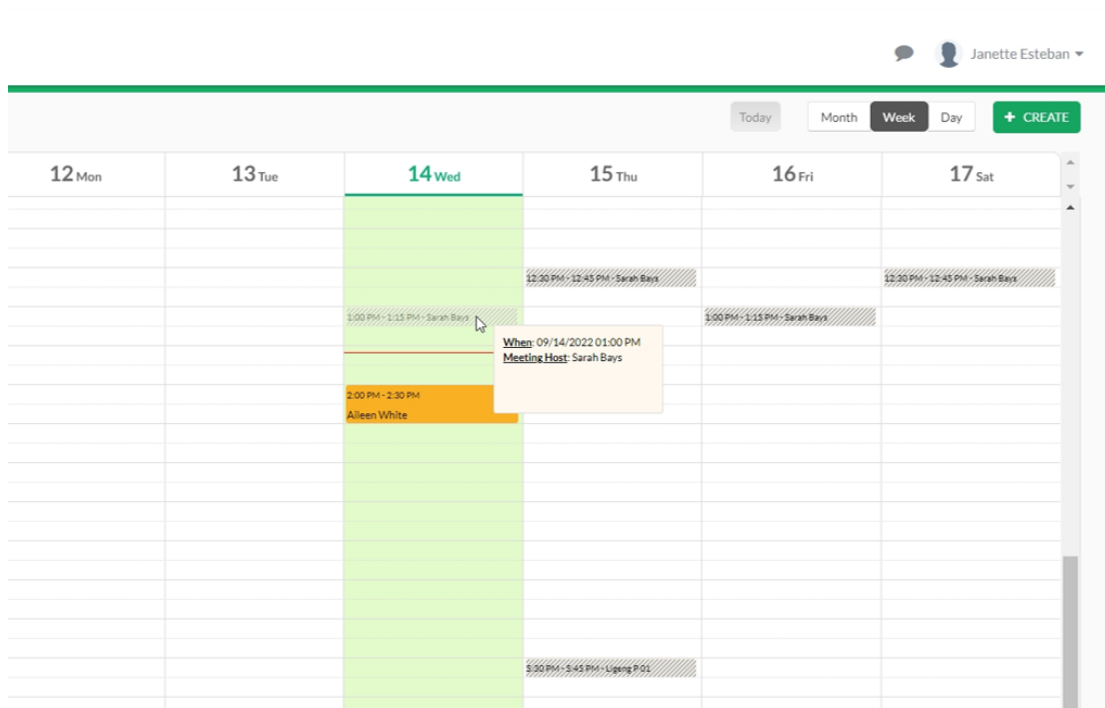 Janette Esteban
Today Month Week Day + CREATE
12 Mon 13 Tue 14 Wed 15 Thu 16 Fri 17 Sat
12:30 PM - 12:45 PM - Sarah Bays
12:30 PM - 12:45 PM - Sarah Bays
1:00 PM - 1:15 PM - Sarah Bays
1:00 PM - 1:15 PM - Sarah Bays
When: 09/14/2022 01:00 PM
Meeting Host: Sarah Bays
2:00 PM - 2:30 PM
Aileen White
5:30 PM - 5:45 PM - Ligeng P 01